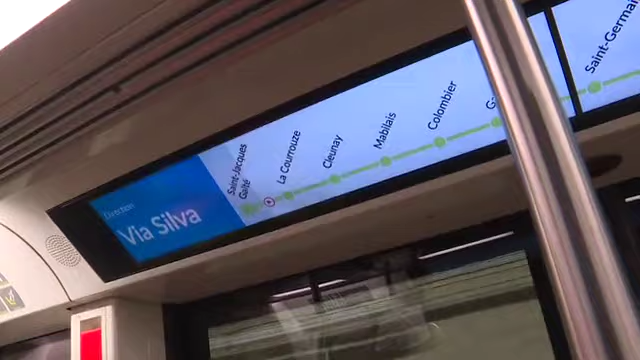 Direction
Via Silva
Saint-Jacques
Gaîté
La Courrouze
Cleunay
Mabilais
Colombier
Saint-Germain